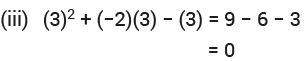 (iii) (3)² + (−2)(3) − (3) = 9 − 6 − 3
= 0